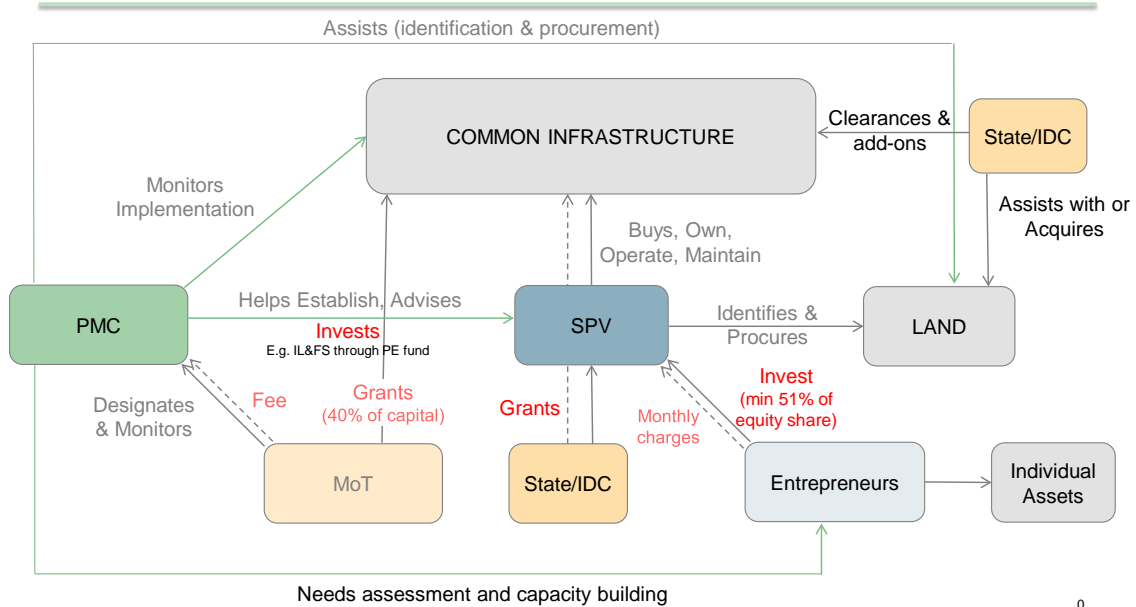 Assists (identification & procurement)
COMMON INFRASTRUCTURE
Clearances &
add-ons
State/IDC
Monitors
Implementation
Buys, Own,
Operate, Maintain
Assists with or
Acquires
PMC
Helps Establish, Advises
Invests
E.g. IL&FS through PE fund
SPV
Identifies &
Procures
LAND
Designates
& Monitors
Fee
Grants
(40% of capital)
Grants
Monthly
charges
Invest
(min 51% of
equity share)
MoT
State/IDC
Entrepreneurs
Individual
Assets
Needs assessment and capacity building
0